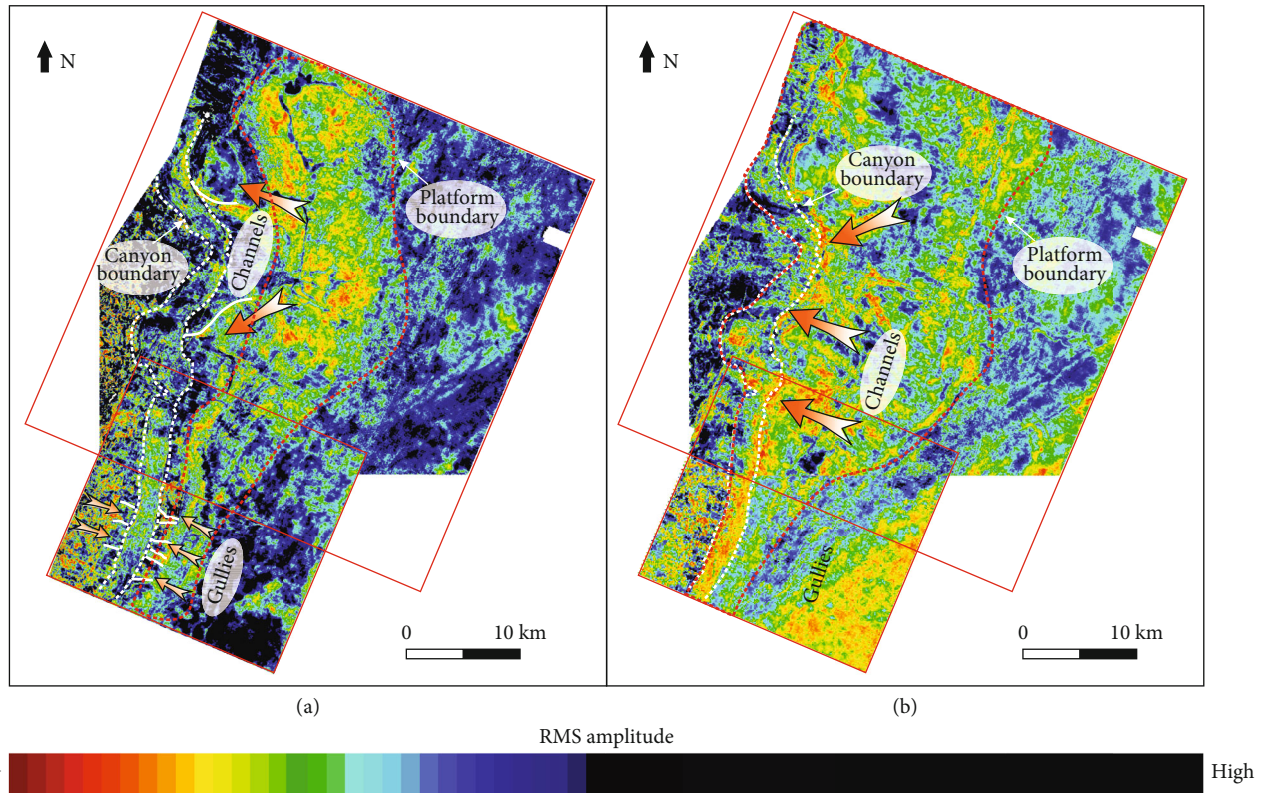 N
Canyon
boundary
Channels
Platform
boundary
Gullies
0 10 km
(a)
N
Canyon
boundary
Channels
Platform
boundary
Gullies
0 10 km
(b)
RMS amplitude
High